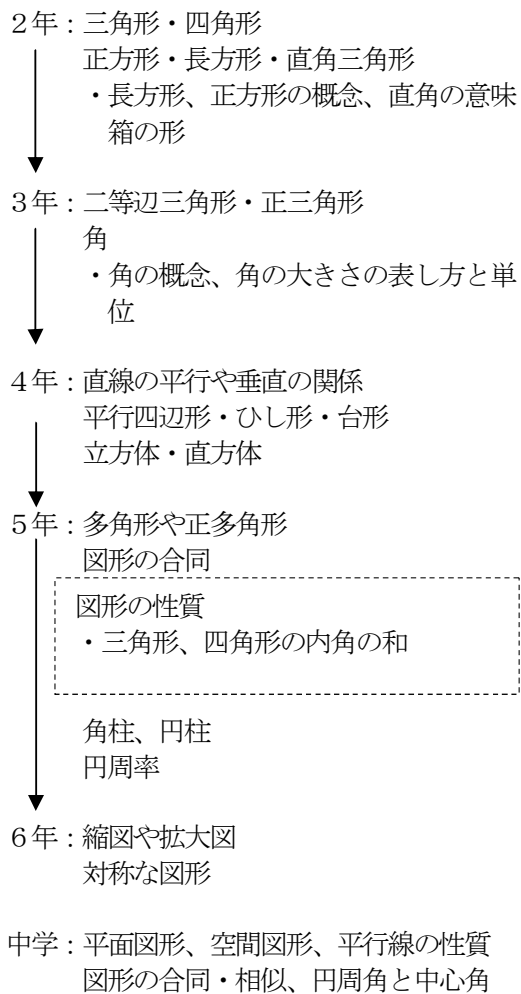 ２年：三角形・四角形
正方形・長方形・直角三角形
・長方形、正方形の概念、直角の意味
箱の形
３年：二等辺三角形・正三角形
角
・角の概念、角の大きさの表し方と単
位
４年：直線の平行や垂直の関係
平行四辺形・ひし形・台形
立方体・直方体
５年：多角形や正多角形
図形の合同
図形の性質
・三角形、四角形の内角の和
角柱、円柱
円周率
６年：縮図や拡大図
対称な図形
中学：平面図形、空間図形、平行線の性質
図形の合同・相似、円周角と中心角